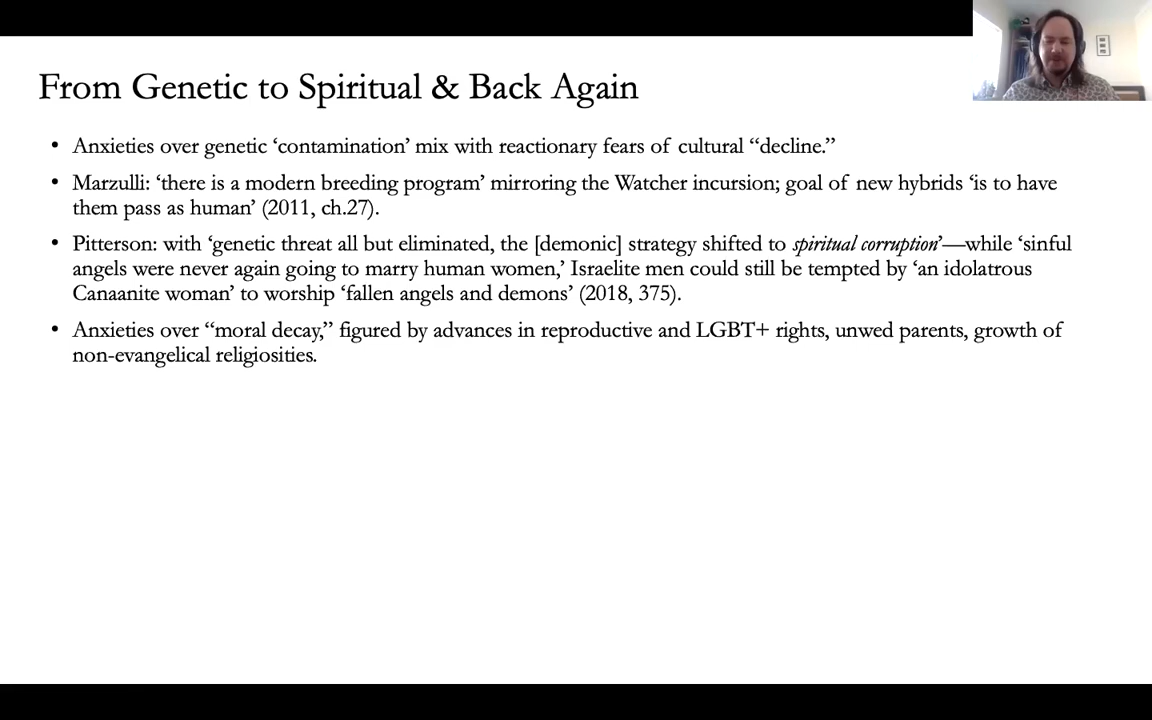 From Genetic to Spiritual & Back Again
• Anxieties over genetic ‘contamination’ mix with reactionary fears of cultural “decline.”
• Marzulli: ‘there is a modern breeding program’ mirroring the Watcher incursion; goal of new hybrids ‘is to have
them pass as human’ (2011, ch.27).
• Pitterson: with ‘genetic threat all but eliminated, the [demonic] strategy shifted to spiritual corruption’—while ‘sinful
angels were never again going to marry human women,’ Israelite men could still be tempted by ‘an idolatrous
Canaanite woman’ to worship ‘fallen angels and demons’ (2018, 375).
• Anxieties over “moral decay,” figured by advances in reproductive and LGBT+ rights, unwed parents, growth of
non-evangelical religiosities.